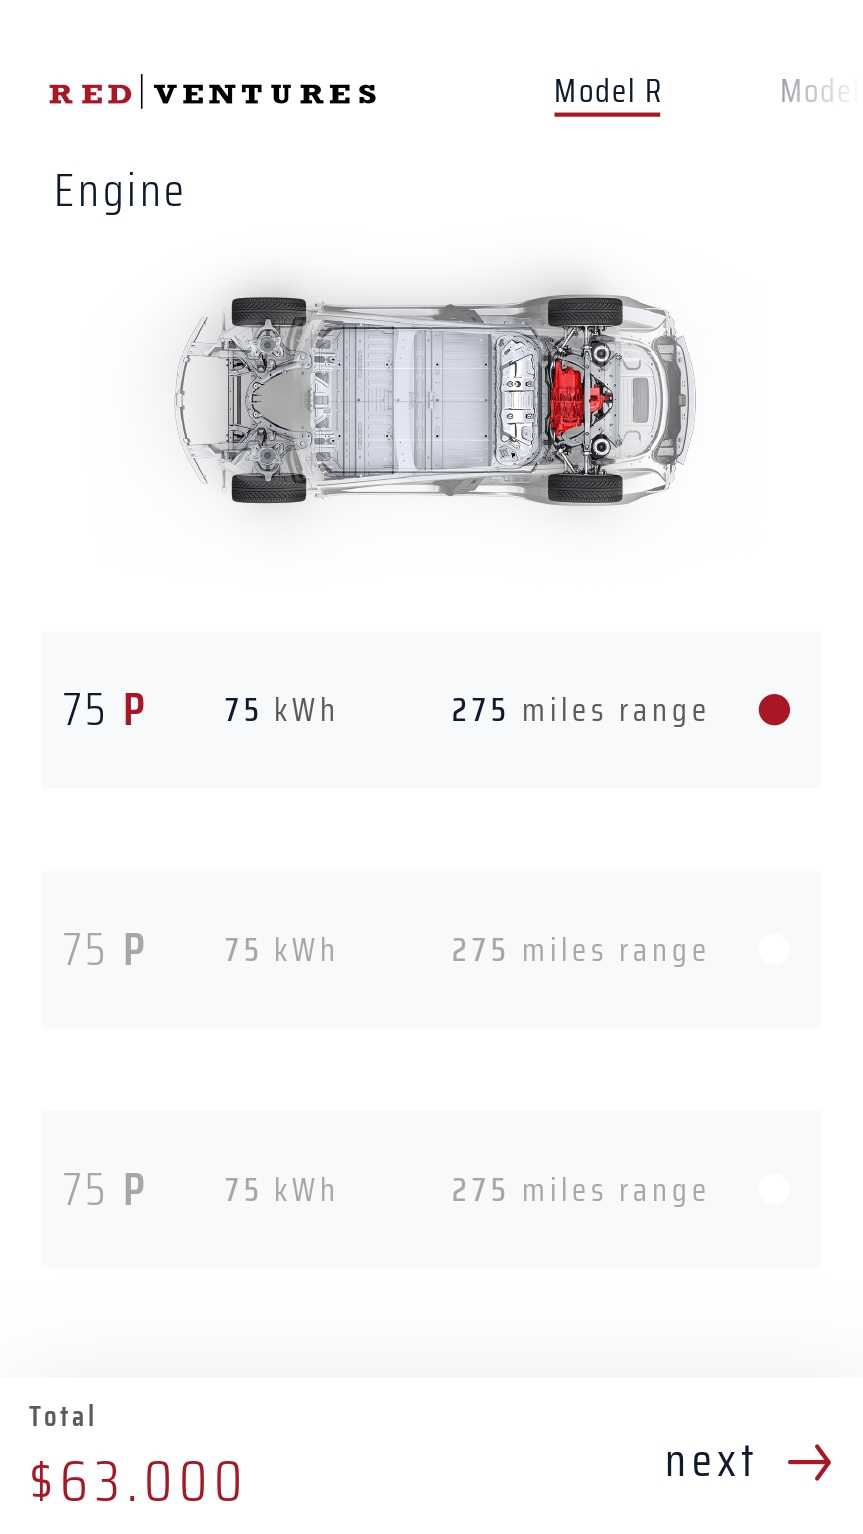 RED VENTURES
Model R
Model
Engine
75 P 75 kWh 275 miles range
75 P 75 kWh 275 miles range
75 P 75 kWh 275 miles range
Total
$63.000
next